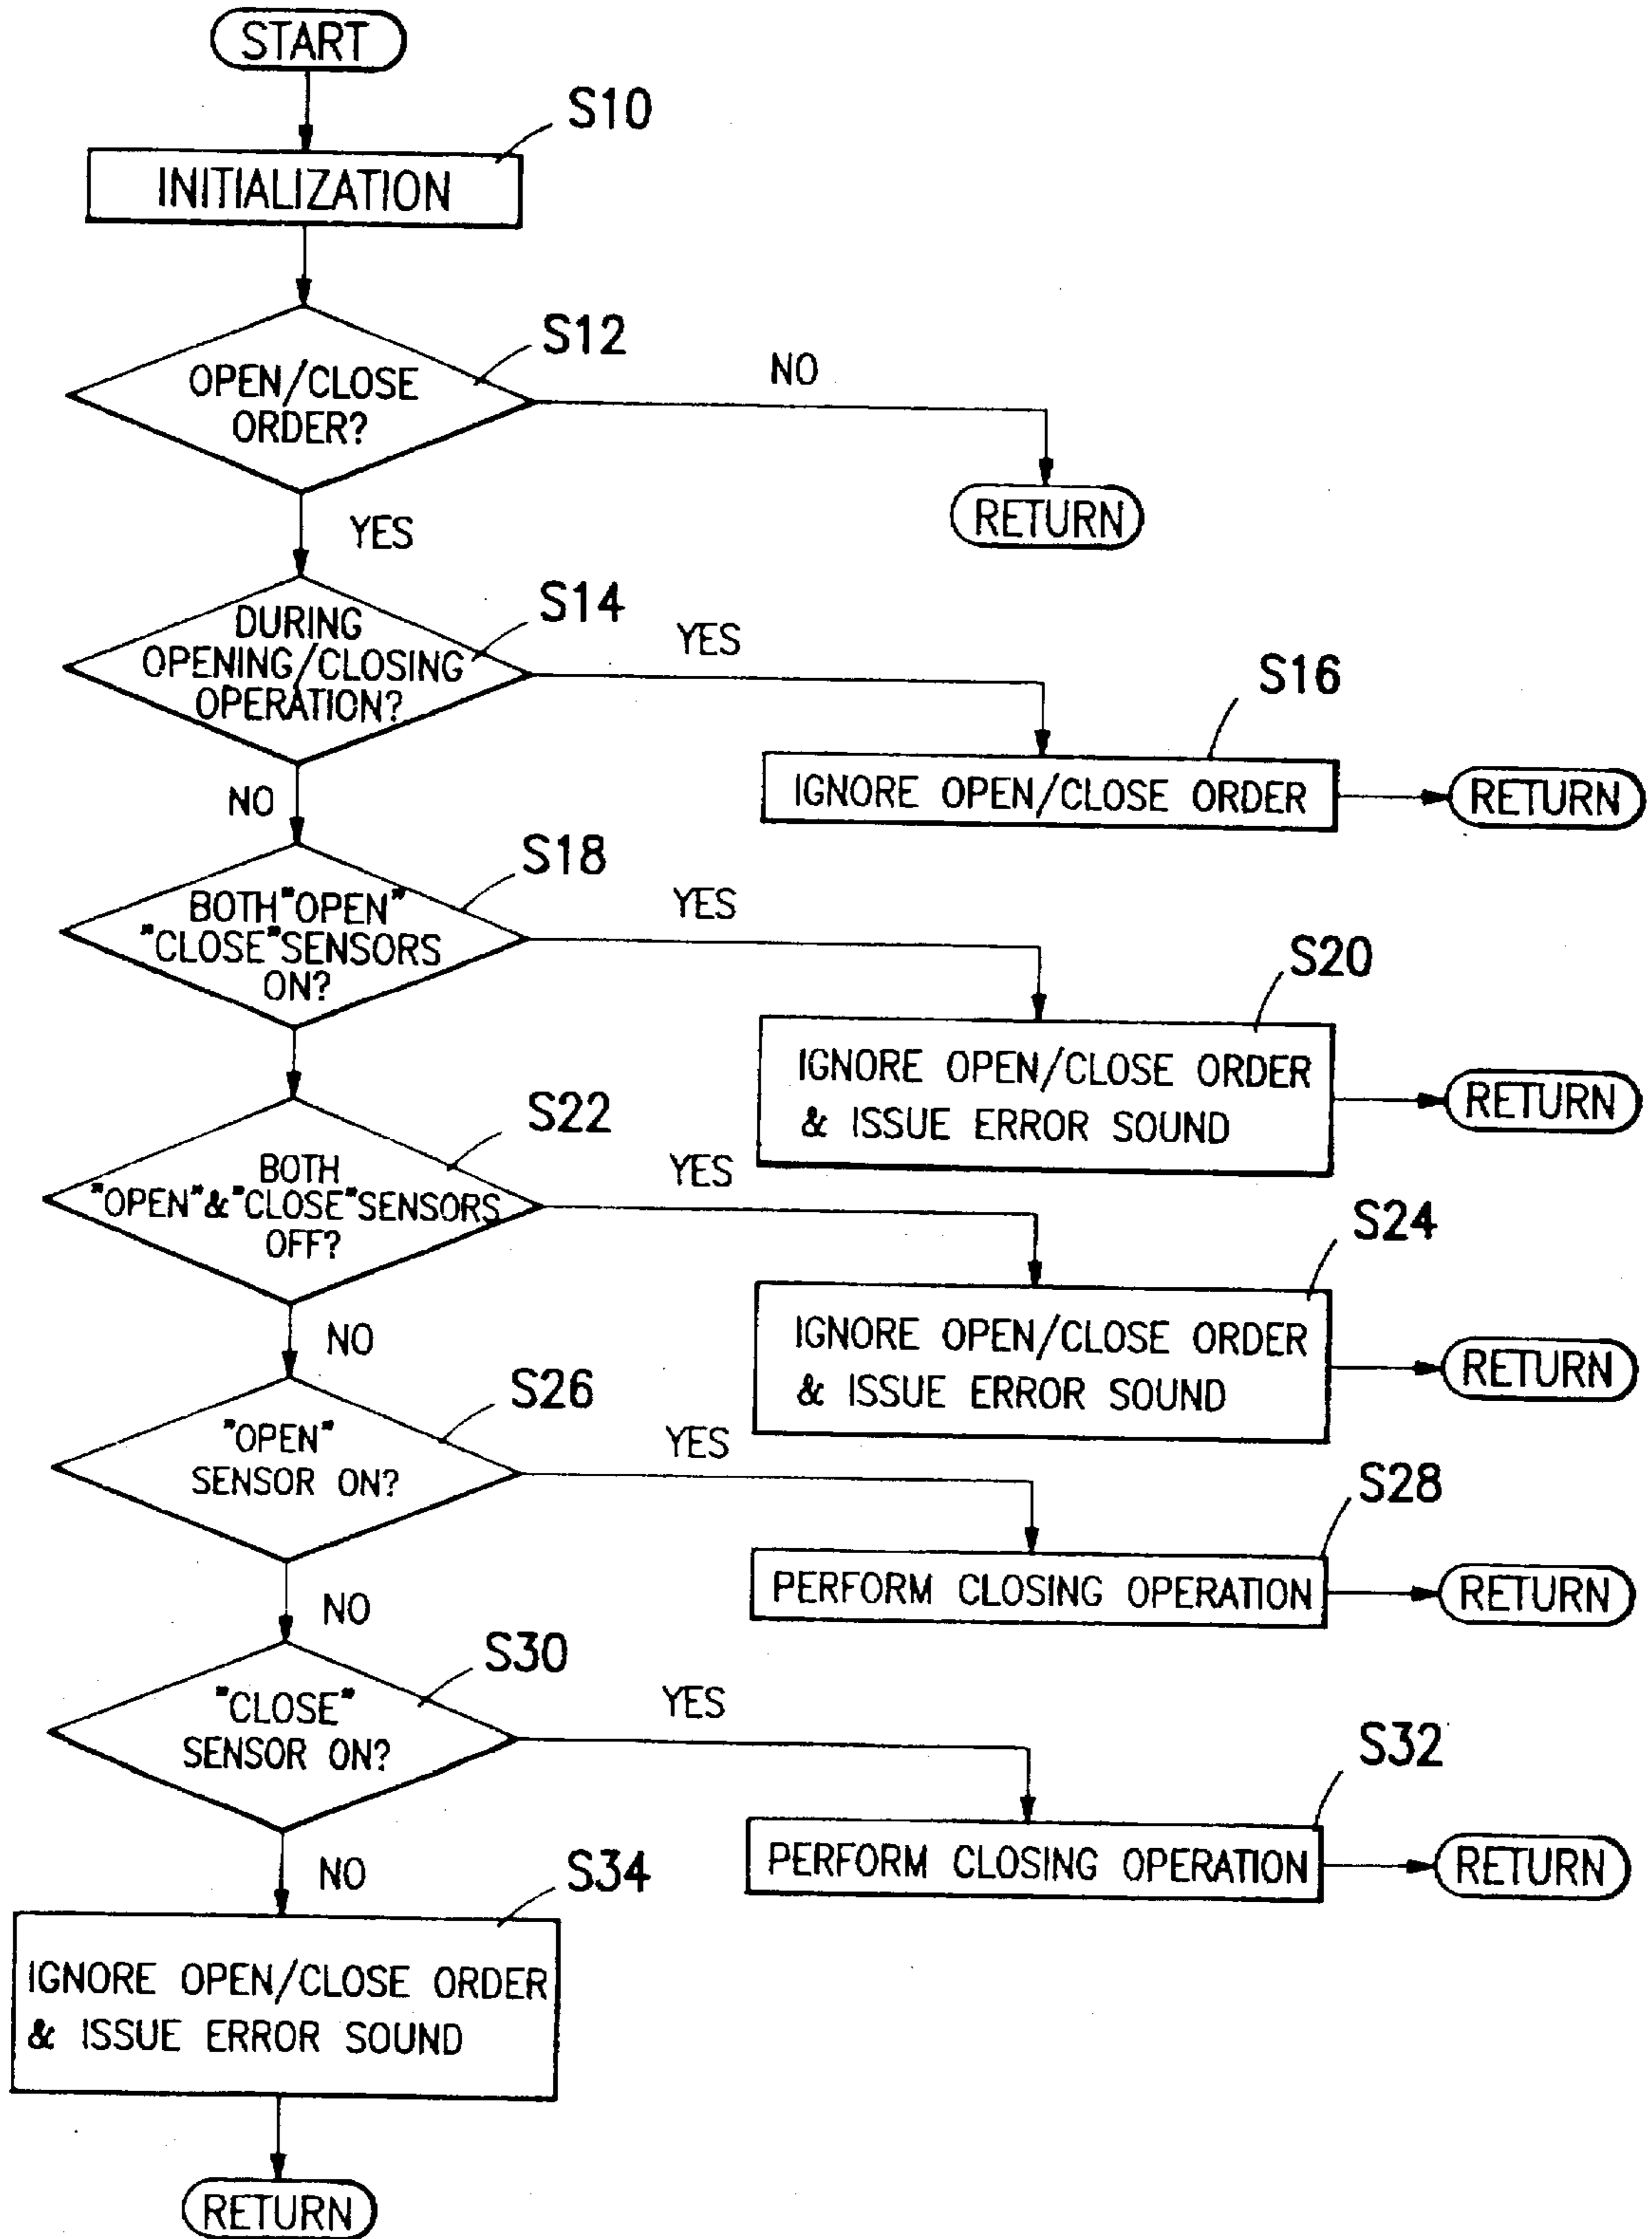 START
S10
INITIALIZATION
S12
OPEN/CLOSE
ORDER?
NO
RETURN
YES
S14
DURING
OPENING/CLOSING
OPERATION?
YES
S16
IGNORE OPEN/CLOSE ORDER
RETURN
NO
S18
BOTH "OPEN"
"CLOSE" SENSORS
ON?
YES
S20
IGNORE OPEN/CLOSE ORDER
& ISSUE ERROR SOUND
RETURN
S22
BOTH
"OPEN" & "CLOSE" SENSORS
OFF?
YES
S24
IGNORE OPEN/CLOSE ORDER
& ISSUE ERROR SOUND
RETURN
NO
S26
"OPEN"
SENSOR ON?
YES
S28
PERFORM CLOSING OPERATION
RETURN
NO
S30
"CLOSE"
SENSOR ON?
YES
S32
PERFORM CLOSING OPERATION
RETURN
NO
S34
IGNORE OPEN/CLOSE ORDER
& ISSUE ERROR SOUND
RETURN